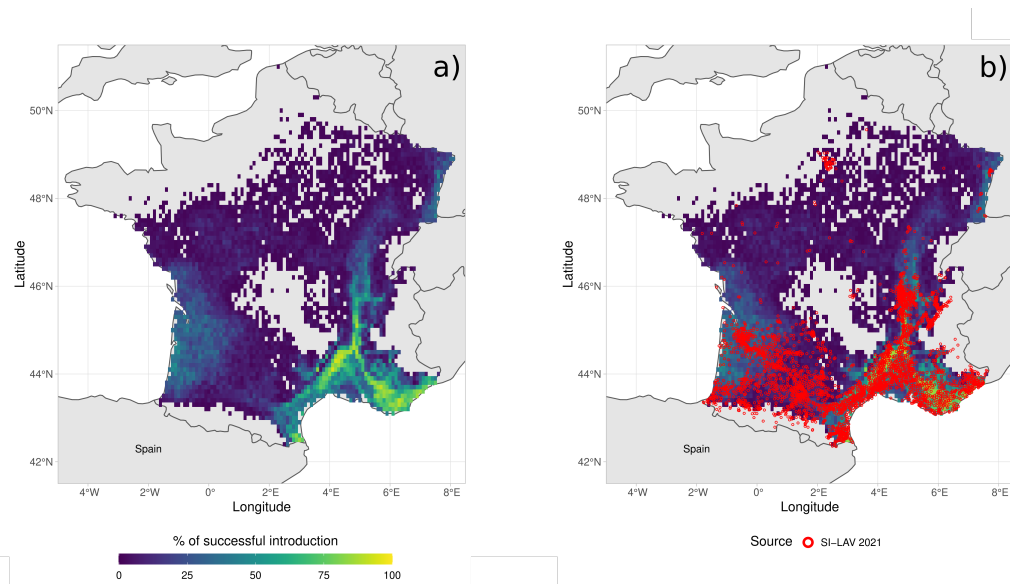 a)
50°N
48°N
46°N
44°N
42°N
Latitude
Spain
4°W 2°W 0° 2°E 4°E 6°E 8°E
Longitude
% of successful introduction
0 25 50 75 100
b)
50°N
48°N
46°N
44°N
42°N
Latitude
Spain
4°W 2°W 0° 2°E 4°E 6°E 8°E
Longitude
Source SI−LAV 2021